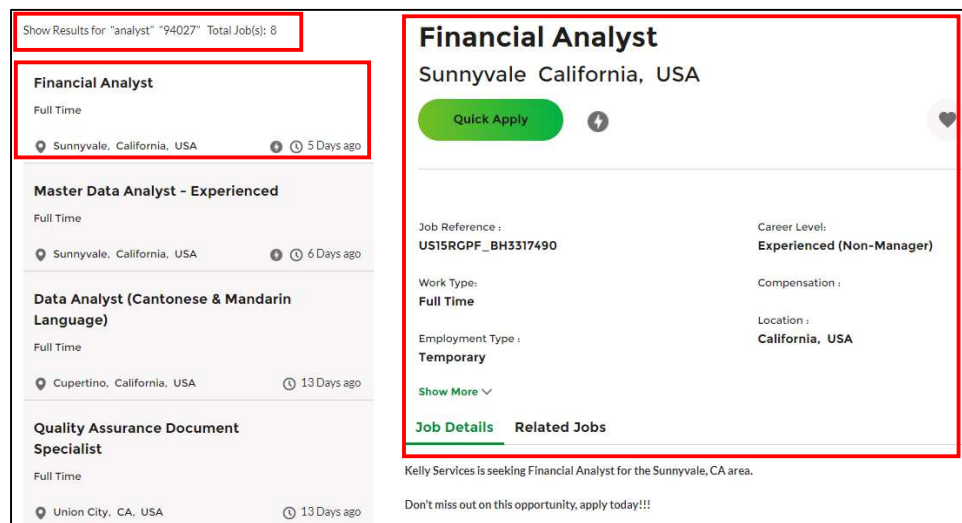 Show Results for "analyst" "94027" Total Job(s): 8
Financial Analyst
Full Time
Sunnyvale, California, USA 5 Days ago
Master Data Analyst - Experienced
Full Time
Sunnyvale, California, USA 6 Days ago
Data Analyst (Cantonese & Mandarin
Language)
Full Time
Cupertino, California, USA 13 Days ago
Quality Assurance Document
Specialist
Full Time
Union City, CA, USA 13 Days ago
Financial Analyst
Sunnyvale California, USA
Quick Apply
Job Reference :
US15RGPF_BH3317490
Work Type:
Full Time
Employment Type :
Temporary
Career Level:
Experienced (Non-Manager)
Compensation :
Location :
California, USA
Show More
Job Details Related Jobs
Kelly Services is seeking Financial Analyst for the Sunnyvale, CA area.
Don't miss out on this opportunity, apply today!!!